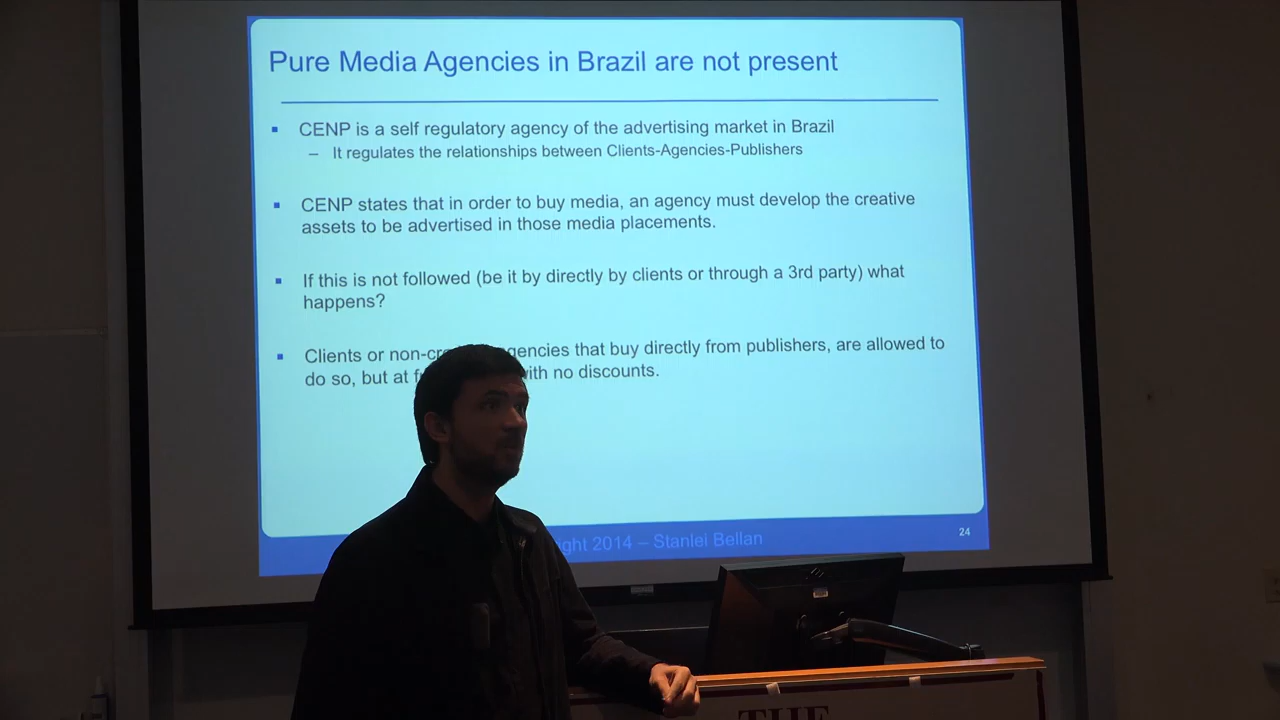 Pure Media Agencies in Brazil are not present
CENP is a self regulatory agency of the advertising market in Brazil
– It regulates the relationships between Clients-Agencies-Publishers
CENP states that in order to buy media, an agency must develop the creative
assets to be advertised in those media placements.
If this is not followed (be it by directly by clients or through a 3rd party) what
happens?
Clients or gencies that buy directly from publishers, are allowed to
do so, but at with no discounts.
2014 – Stanlei Bellan
24
THE